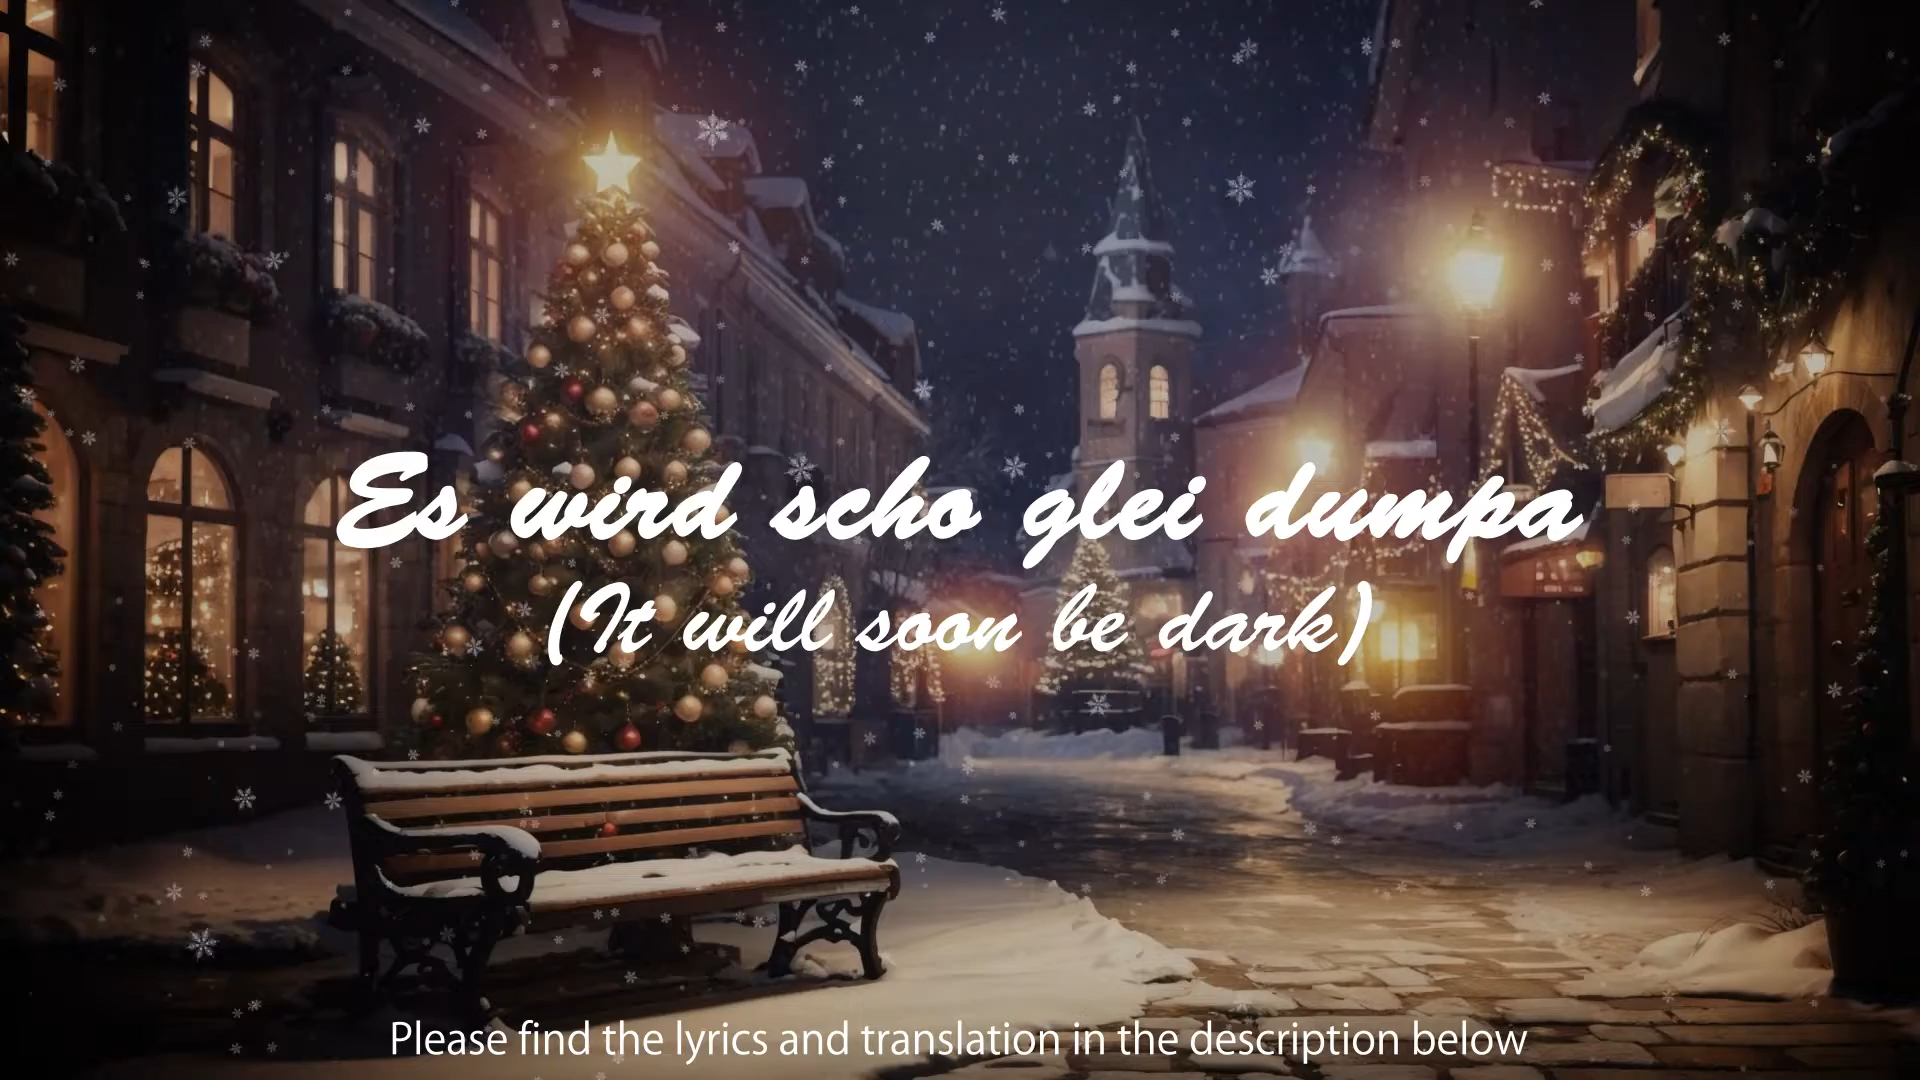 Es wird scho glei dumpa
(It will soon be dark)
Please find the lyrics and translation in the description below